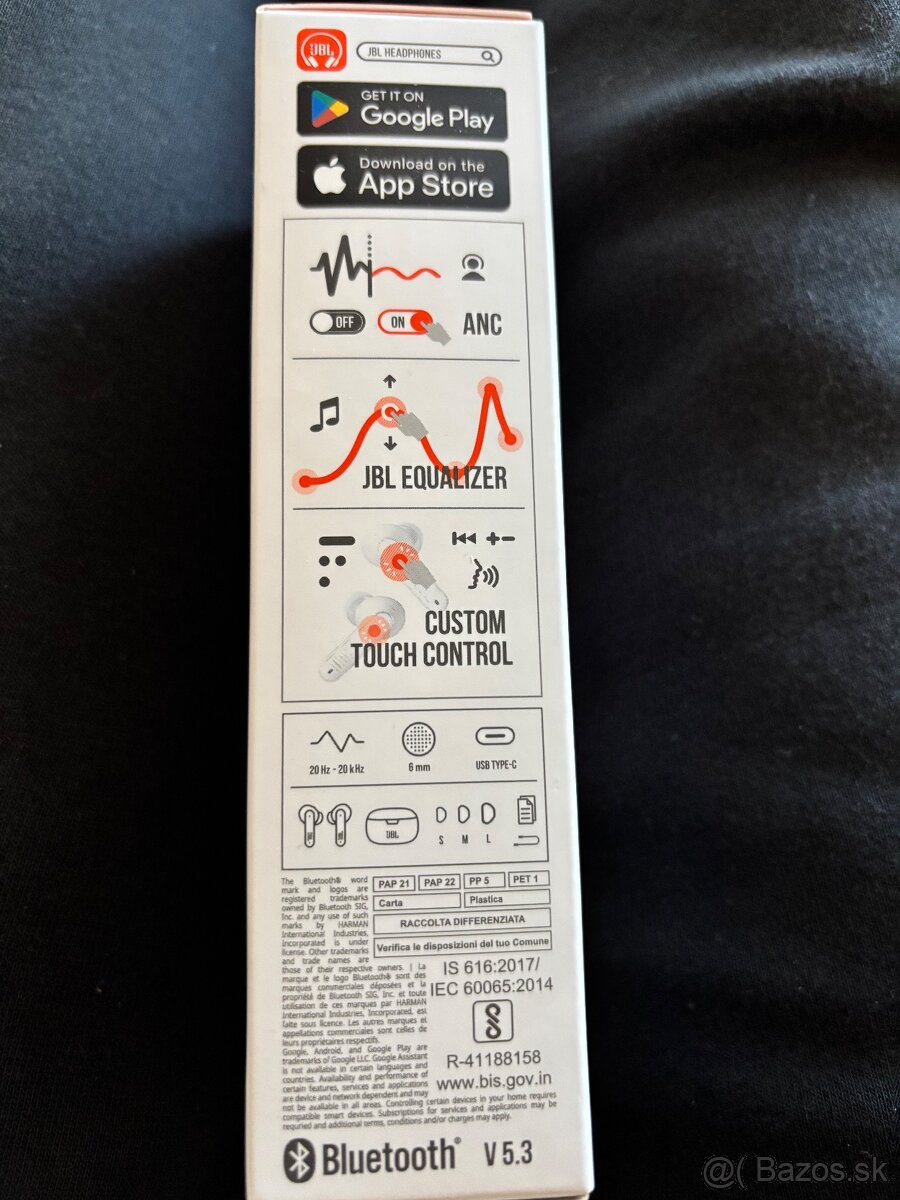 JBL
JBL HEADPHONES
GET IT ON
Google Play
Download on the
App Store
OFF
ON
ANC
JBL EQUALIZER
CUSTOM
TOUCH CONTROL
20 Hz - 20 kHz
6 mm
USB TYPE-C
JBL
S M L
The Bluetooth® word
mark and logos are
registered trademarks
owned by Bluetooth SIG,
Inc. and any use of such
marks by HARMAN
International Industries,
Incorporated is under
license. Other trademarks
and trade names are
those of their respective owners. | La
marque et le logo Bluetooth® sont des
marques commerciales déposées et la
propriété de Bluetooth SIG, Inc, et toute
utilisation de ces marques par HARMAN
International Industries, Incorporated, est
faite sous licence. Les autres marques et
appellations commerciales sont celles de
leurs propriétaires respectifs.
Google, Android, and Google Play are
trademarks of Google LLC. Google Assistant
is not available in certain languages and
countries. Availability and performance of
certain features, services and applications
are device and network dependent and may
not be available in all areas. Controlling certain devices in your home requires
compatible smart devices. Subscriptions for services and applications may be
requried and additional terms, conditions and/or charges may apply.
PAP 21 PAP 22 PP 5 PET 1
Carta Plastica
RACCOLTA DIFFERENZIATA
Verifica le disposizioni del tuo Comune
IS 616:2017/
IEC 60065:2014
R-41188158
www.bis.gov.in
Bluetooth® V 5.3
@( Bazos.sk